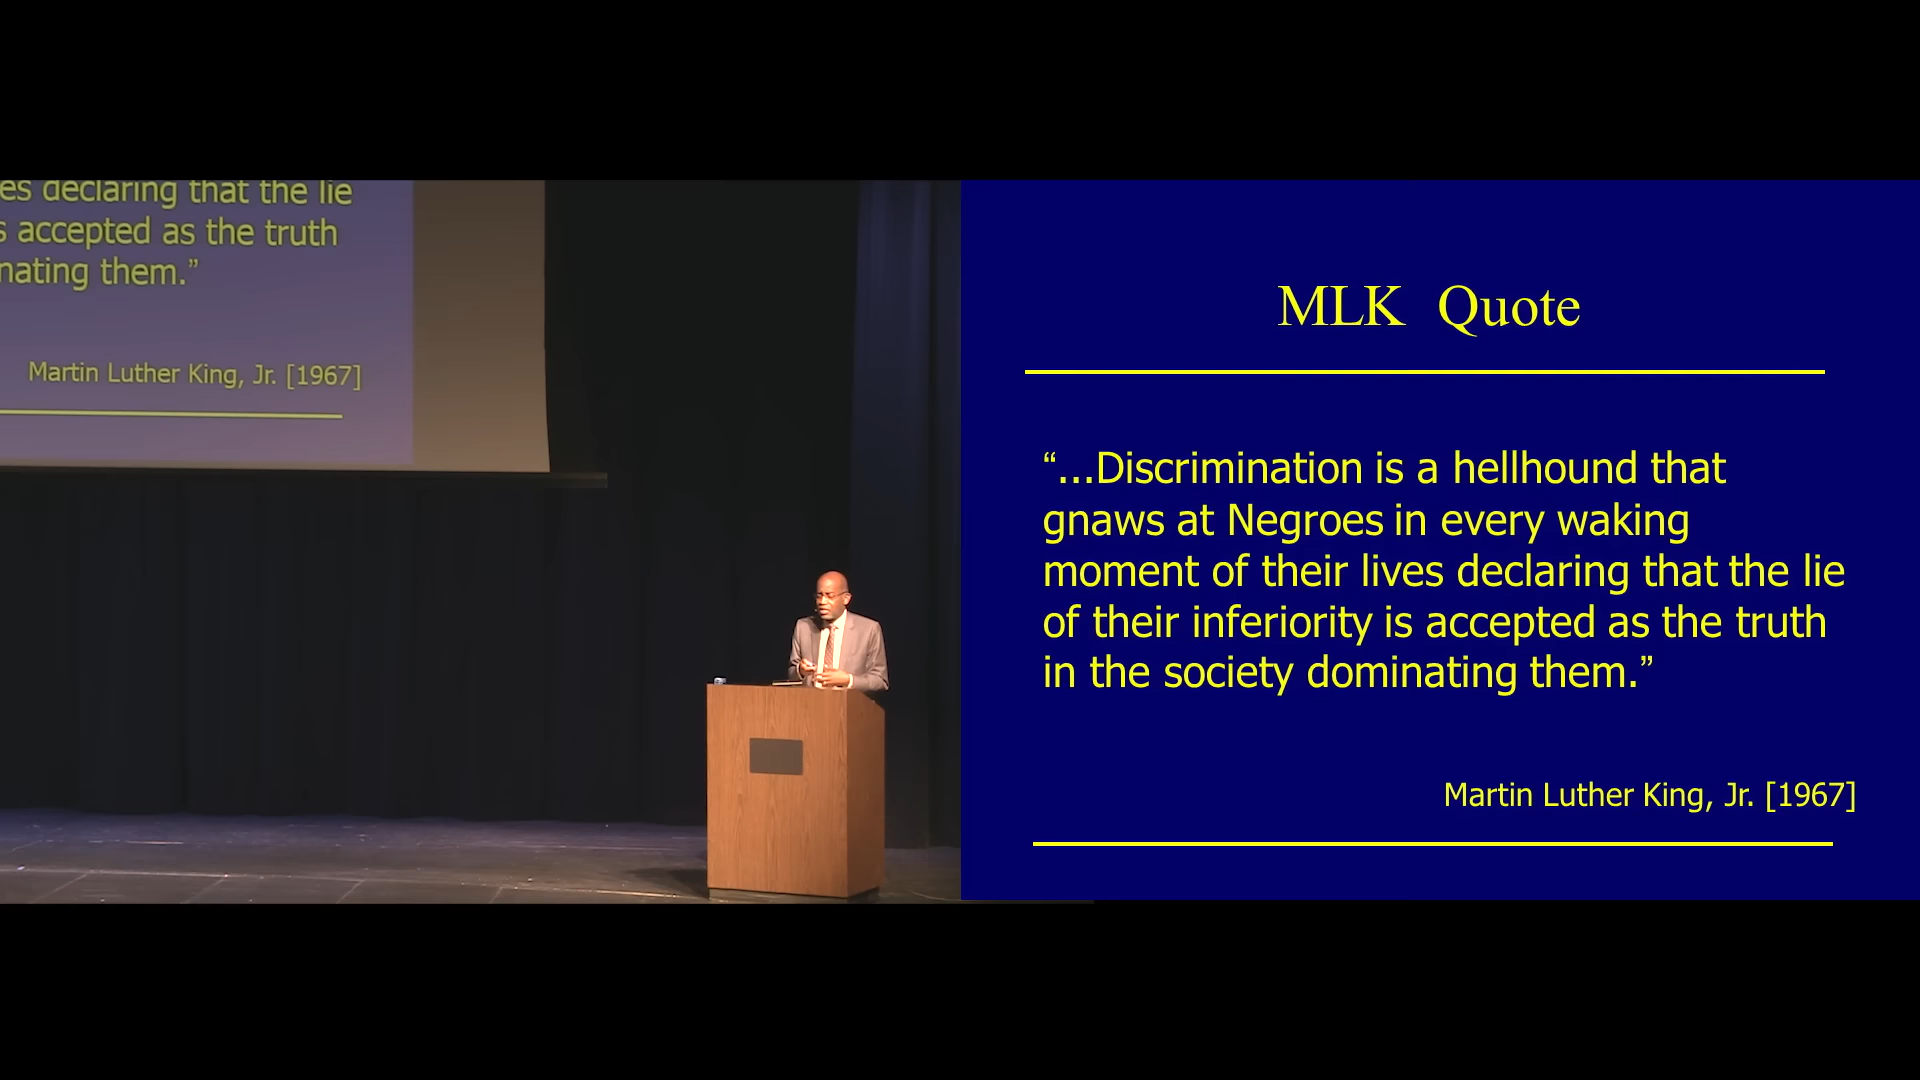 es declaring that the lie
s accepted as the truth
nating them.”
Martin Luther King, Jr. [1967]
MLK Quote
“...Discrimination is a hellhound that
gnaws at Negroes in every waking
moment of their lives declaring that the lie
of their inferiority is accepted as the truth
in the society dominating them.”
Martin Luther King, Jr. [1967]